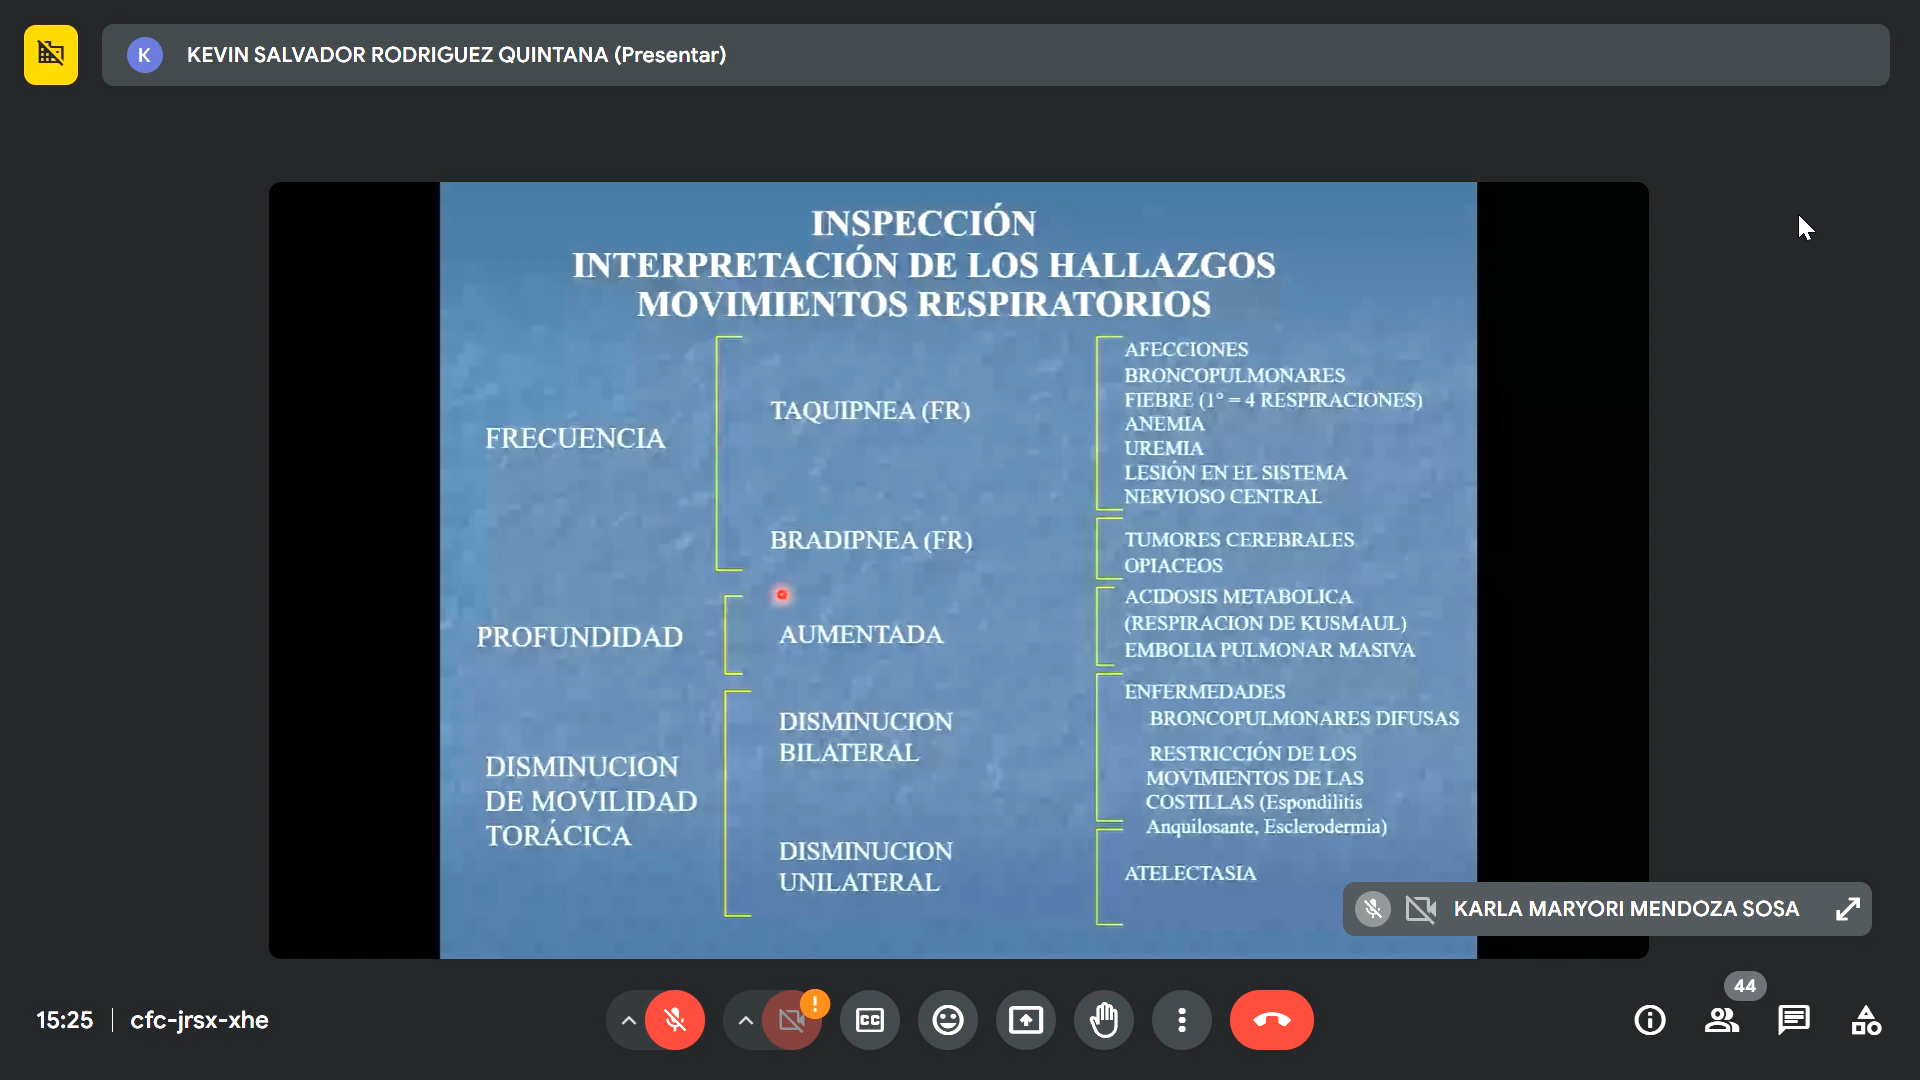 K
KEVIN SALVADOR RODRIGUEZ QUINTANA (Presentar)
INSPECCIÓN
INTERPRETACIÓN DE LOS HALLAZGOS
MOVIMIENTOS RESPIRATORIOS
FRECUENCIA
TAQUIPNEA (FR)
AFECCIONES
BRONCOPULMONARES
FIEBRE (1° = 4 RESPIRACIONES)
ANEMIA
UREMIA
LESIÓN EN EL SISTEMA
NERVIOSO CENTRAL
BRADIPNEA (FR)
TUMORES CEREBRALES
OPIACEOS
PROFUNDIDAD
AUMENTADA
ACIDOSIS METABOLICA
(RESPIRACION DE KUSMAUL)
EMBOLIA PULMONAR MASIVA
DISMINUCION
DE MOVILIDAD
TORÁCICA
DISMINUCION
BILATERAL
ENFERMEDADES
BRONCOPULMONARES DIFUSAS
RESTRICCIÓN DE LOS
MOVIMIENTOS DE LAS
COSTILLAS (Espondilitis
Anquilosante, Esclerodermia)
DISMINUCION
UNILATERAL
ATELECTASIA
KARLA MARYORI MENDOZA SOSA
15:25
cfc-jrsx-xhe
!
CC
44